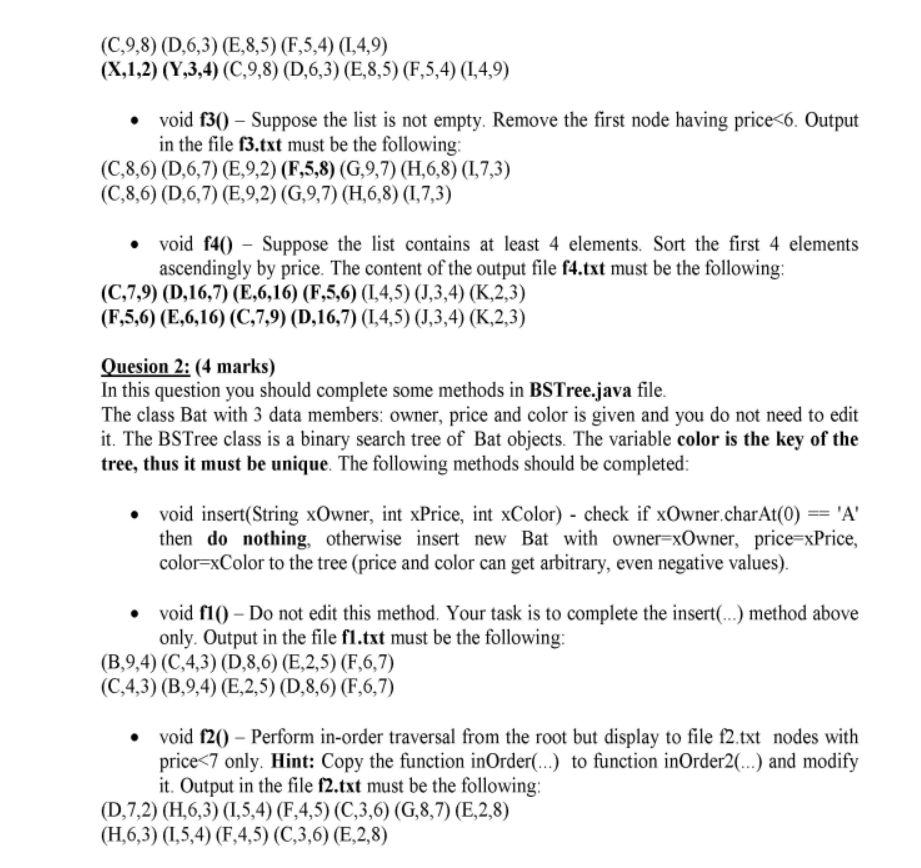 (C,9,8) (D,6,3) (E,8,5) (F,5,4) (I,4,9)
(X,1,2) (Y,3,4) (C,9,8) (D,6,3) (E,8,5) (F,5,4) (I,4,9)
• void f3() – Suppose the list is not empty. Remove the first node having price<6. Output
in the file f3.txt must be the following:
(C,8,6) (D,6,7) (E,9,2) (F,5,8) (G,9,7) (H,6,8) (I,7,3)
(C,8,6) (D,6,7) (E,9,2) (G,9,7) (H,6,8) (I,7,3)
• void f4() – Suppose the list contains at least 4 elements. Sort the first 4 elements
ascendingly by price. The content of the output file f4.txt must be the following:
(C,7,9) (D,16,7) (E,6,16) (F,5,6) (I,4,5) (J,3,4) (K,2,3)
(F,5,6) (E,6,16) (C,7,9) (D,16,7) (I,4,5) (J,3,4) (K,2,3)
Quesion 2: (4 marks)
In this question you should complete some methods in BSTree.java file.
The class Bat with 3 data members: owner, price and color is given and you do not need to edit
it. The BSTree class is a binary search tree of Bat objects. The variable color is the key of the
tree, thus it must be unique. The following methods should be completed:
• void insert(String xOwner, int xPrice, int xColor) - check if xOwner.charAt(0) == 'A'
then do nothing, otherwise insert new Bat with owner=xOwner, price=xPrice,
color=xColor to the tree (price and color can get arbitrary, even negative values).
• void f1() – Do not edit this method. Your task is to complete the insert(...) method above
only. Output in the file f1.txt must be the following:
(B,9,4) (C,4,3) (D,8,6) (E,2,5) (F,6,7)
(C,4,3) (B,9,4) (E,2,5) (D,8,6) (F,6,7)
• void f2() – Perform in-order traversal from the root but display to file f2.txt nodes with
price<7 only. Hint: Copy the function inOrder(...) to function inOrder2(...) and modify
it. Output in the file f2.txt must be the following:
(D,7,2) (H,6,3) (I,5,4) (F,4,5) (C,3,6) (G,8,7) (E,2,8)
(H,6,3) (I,5,4) (F,4,5) (C,3,6) (E,2,8)